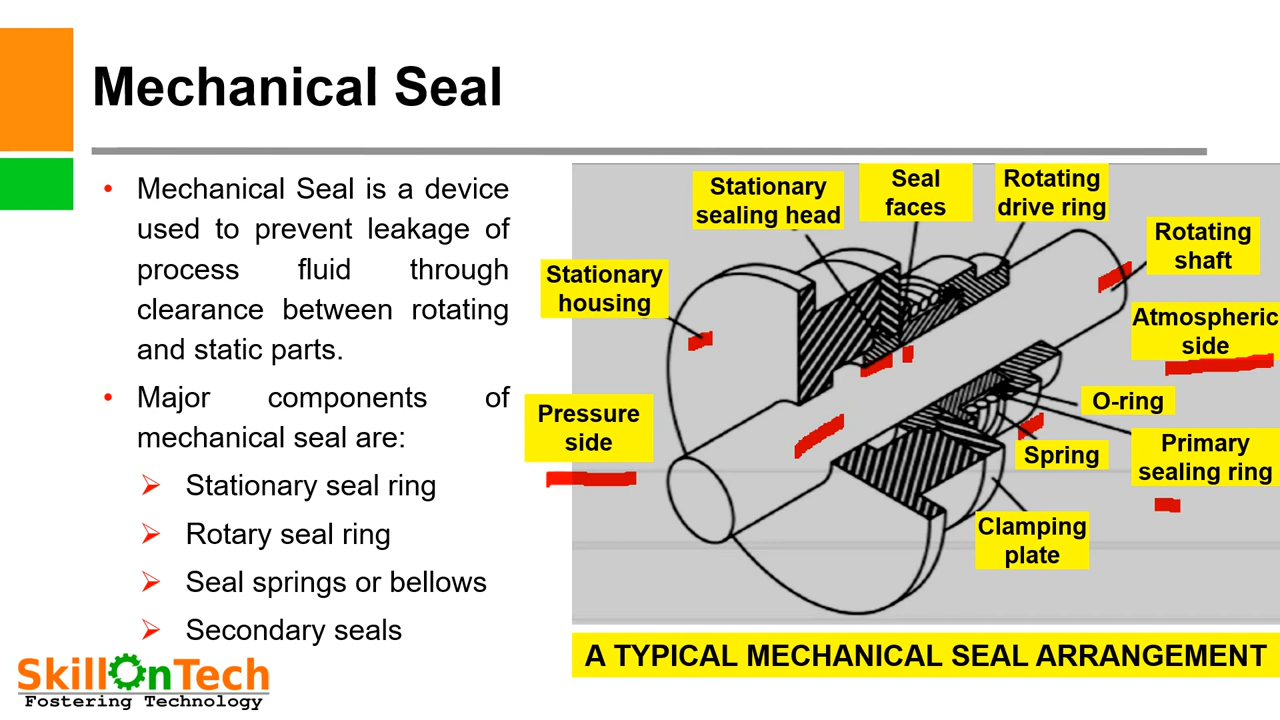 Mechanical Seal
• Mechanical Seal is a device
used to prevent leakage of
process fluid through
clearance between rotating
and static parts.
• Major components of
mechanical seal are:
Stationary seal ring
Rotary seal ring
Seal springs or bellows
Secondary seals
SkillOnTech
Fostering Technology
Stationary
sealing head
Seal
faces
Rotating
drive ring
Rotating
shaft
Stationary
housing
Atmospheric
side
Pressure
side
O-ring
Primary
sealing ring
Spring
Clamping
plate
A TYPICAL MECHANICAL SEAL ARRANGEMENT